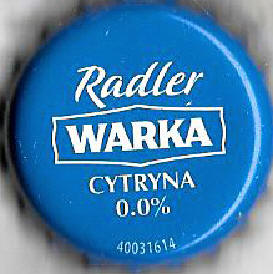 Radler
WARKA
CYTRYNA
0.0%
40031614